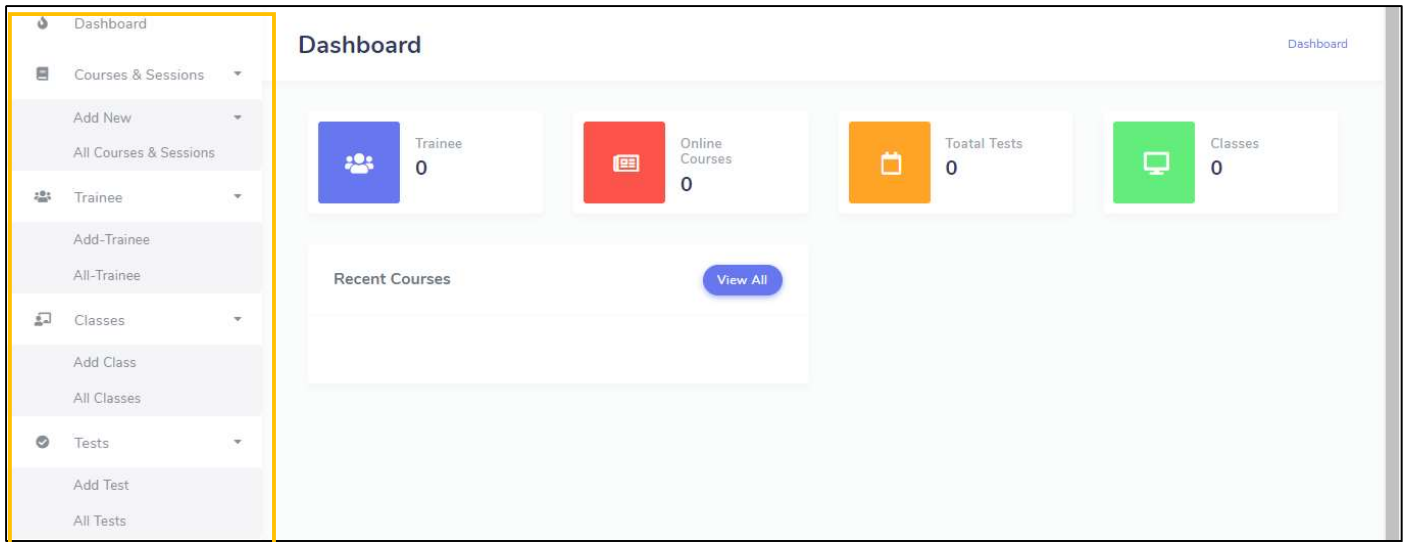 Dashboard
Courses & Sessions
Add New
All Courses & Sessions
Trainee
Add-Trainee
All-Trainee
Classes
Add Class
All Classes
Tests
Add Test
All Tests
Dashboard
Dashboard
Trainee
0
Online
Courses
0
Toatal Tests
0
Classes
0
Recent Courses
View All